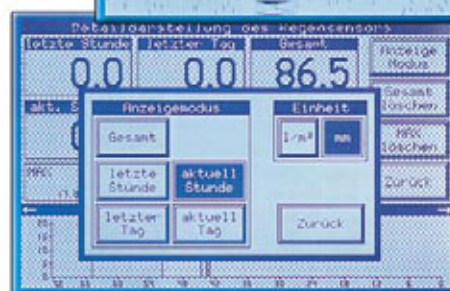 Detaildarstellung des Regensensors
letzte Stunde letzter Tag Gesamt
0.0 0.0 86.5
Anzeige
Modus
Gesamt
löschen
MAX
löschen
Zurück
akt. S
MAX
Anzeigemodus
Gesamt
letzte
Stunde
aktuell
Stunde
letzter
Tag
aktuell
Tag
Einheit
l/m² mm
Zurück